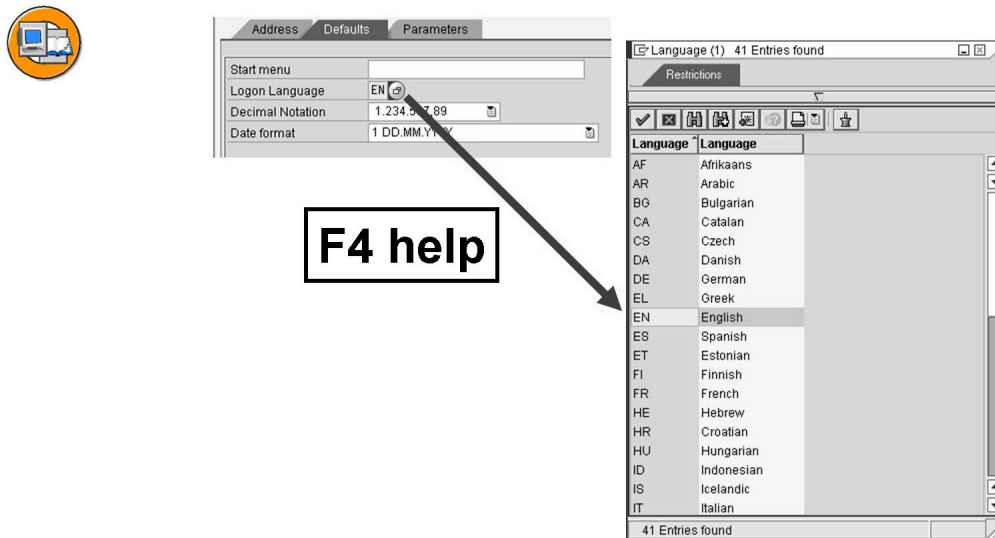 Address Defaults Parameters
Start menu
Logon Language EN
Decimal Notation 1.234.567,89
Date format 1 DD.MM.YYYY
F4 help
Language (1) 41 Entries found
Restrictions
Language Language
AF Afrikaans
AR Arabic
BG Bulgarian
CA Catalan
CS Czech
DA Danish
DE German
EL Greek
EN English
ES Spanish
ET Estonian
FI Finnish
FR French
HE Hebrew
HR Croatian
HU Hungarian
ID Indonesian
IS Icelandic
IT Italian
41 Entries found